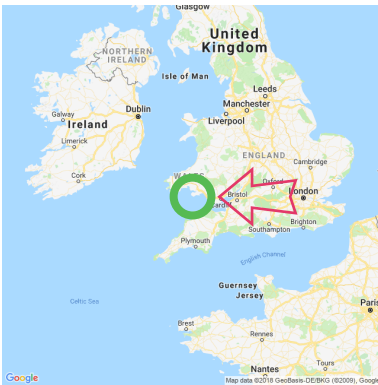 Glasgow
United
Kingdom
NORTHERN
IRELAND
Isle of Man
Leeds
Manchester
Dublin
Galway
Ireland
Liverpool
Limerick
ENGLAND
Cambridge
Cork
WALES
Oxford
London
Bristol
Cardiff
Southampton
Brighton
Plymouth
English Channel
Guernsey
Jersey
Celtic Sea
Paris
Brest
Rennes
Tours
Nantes
Google
Map data ©2018 GeoBasis-DE/BKG (©2009), Google